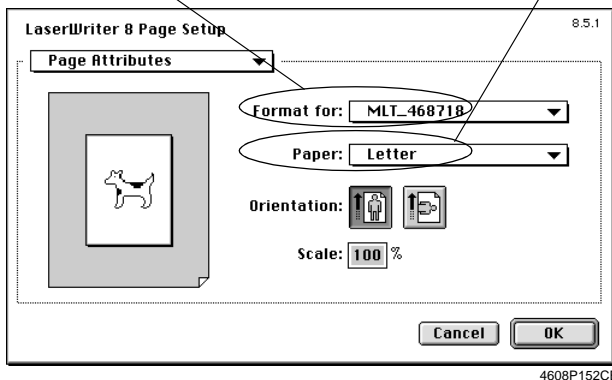 LaserWriter 8 Page Setup 8.5.1
Page Attributes
Format for: MLT_468718
Paper: Letter
Orientation:
Scale: 100 %
Cancel OK
4608P152C